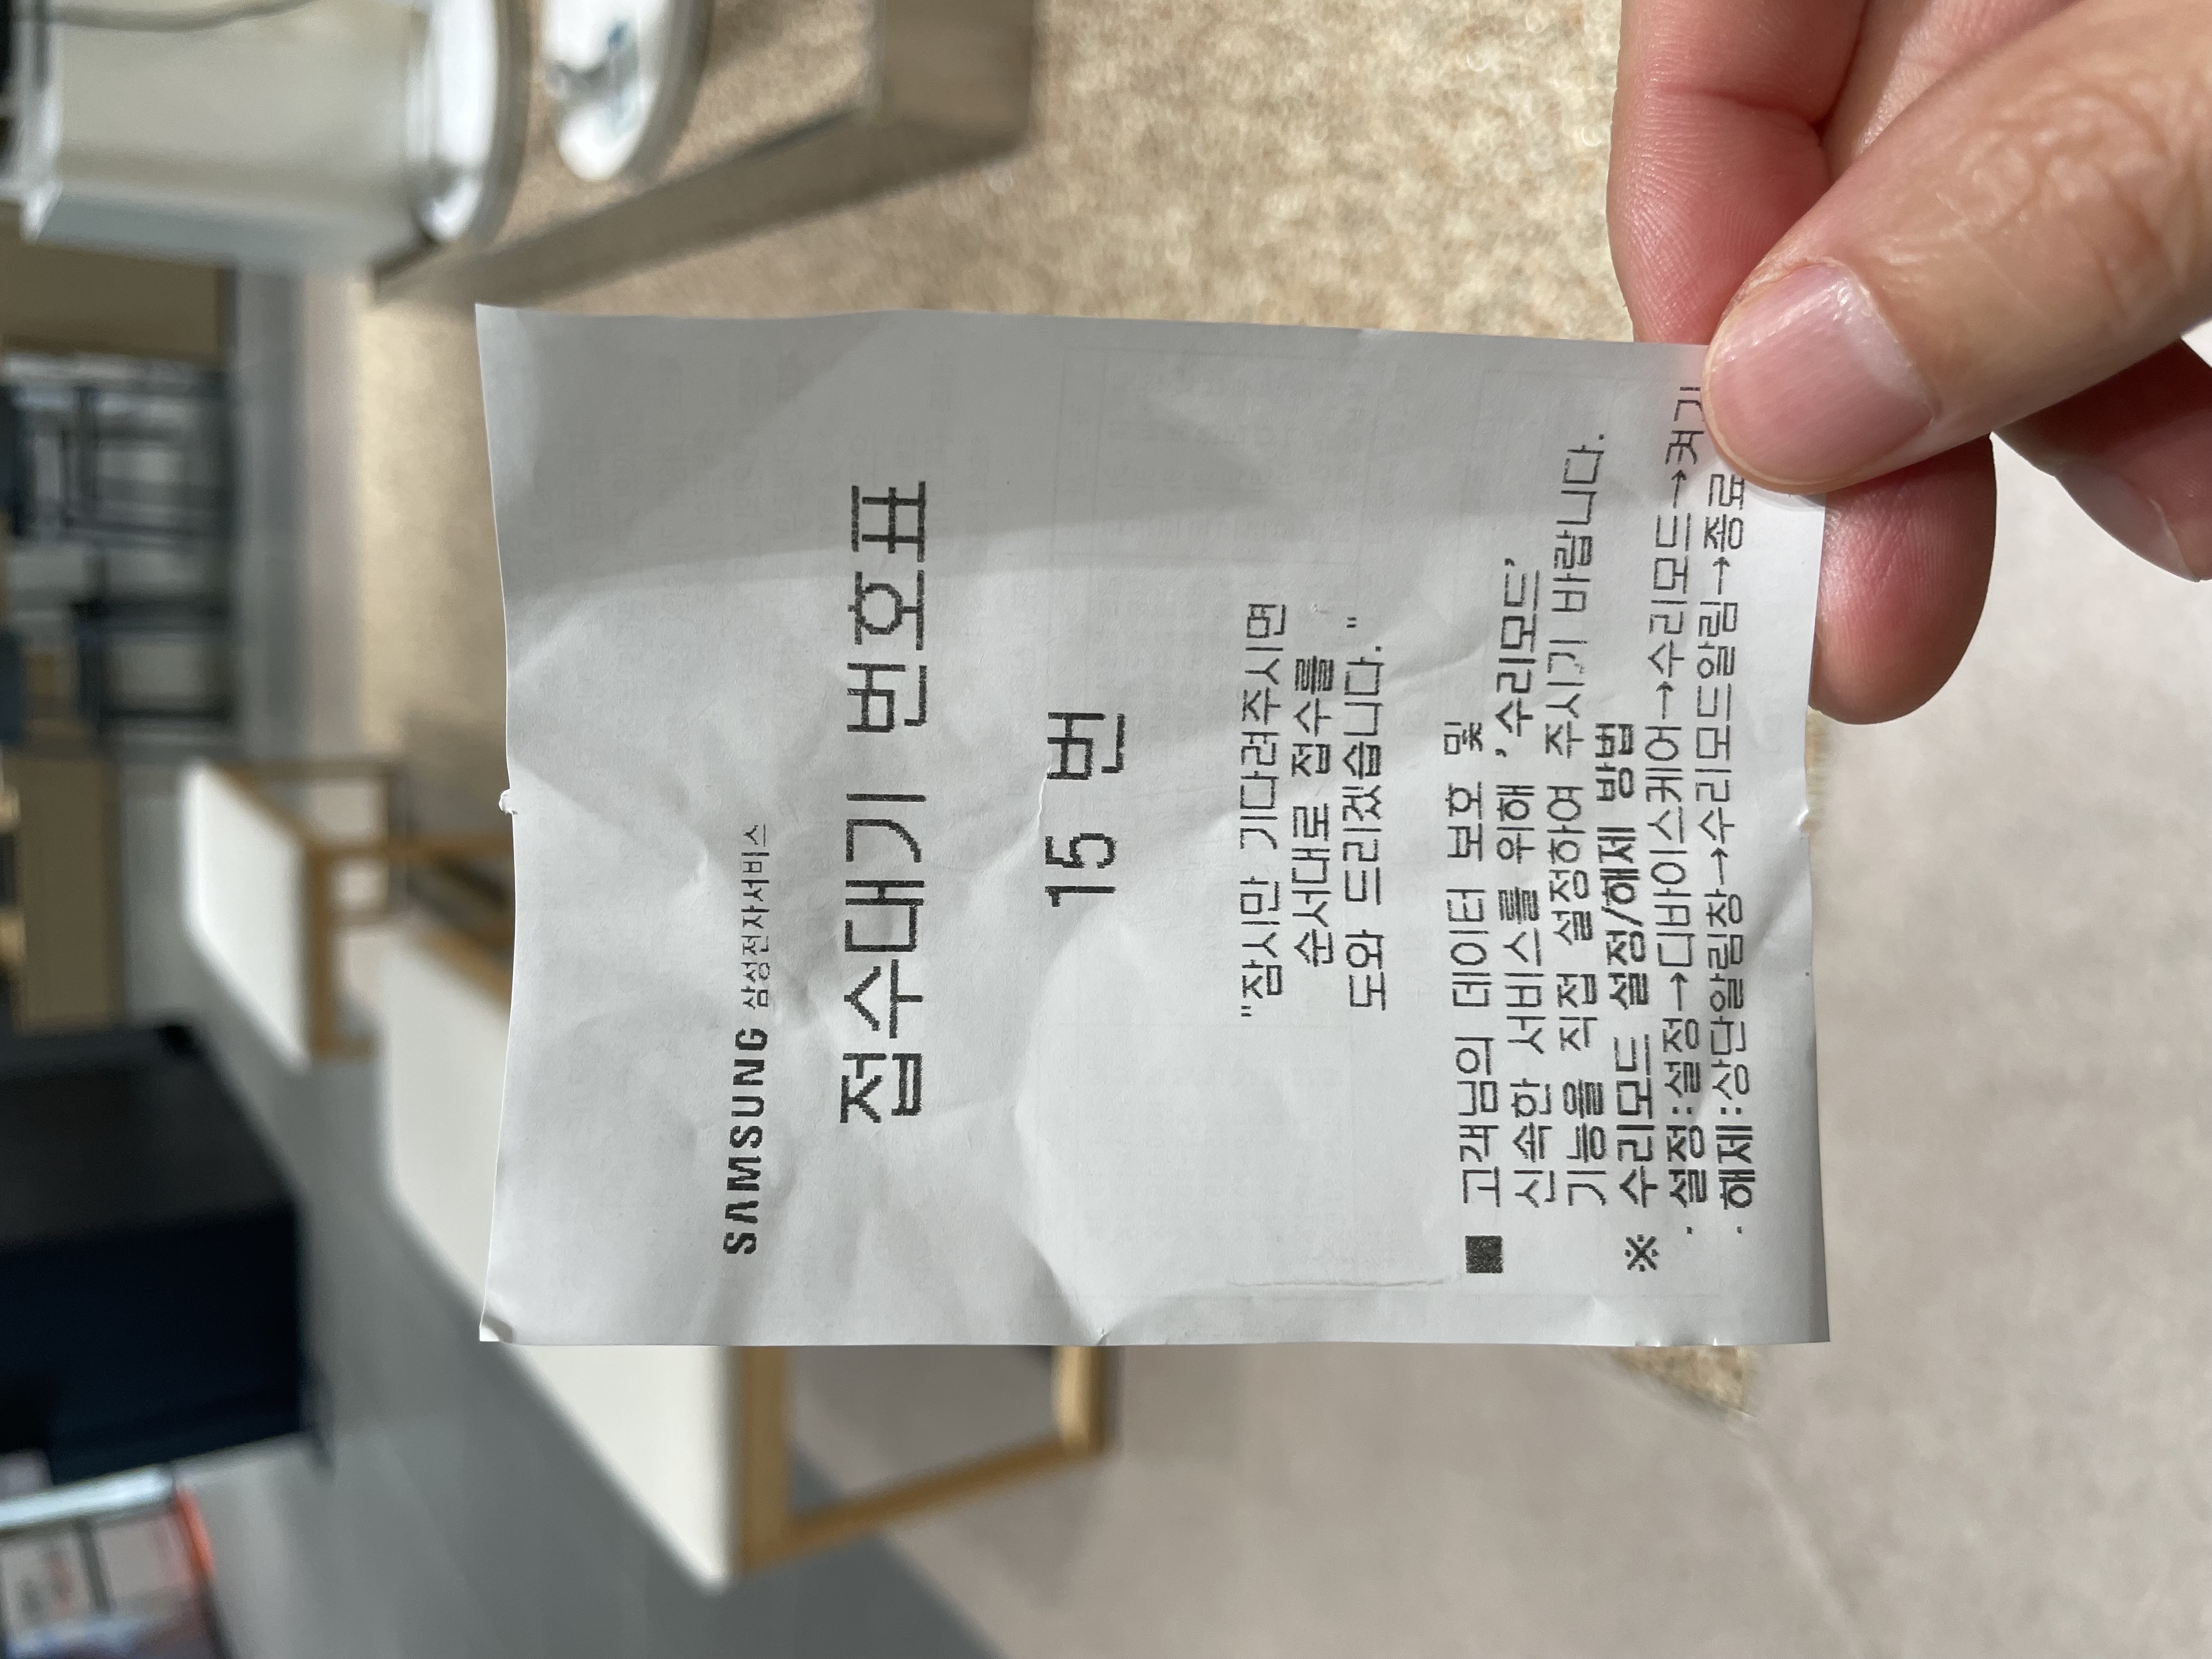 SAMSUNG 삼성전자서비스
접수대기 번호표
15 번
"잠시만 기다려주시면
순서대로 접수를
도와 드리겠습니다."
■ 고객님의 데이터 보호 및
신속한 서비스를 위해 '수리모드'
기능을 직접 설정하여 주시기 바랍니다.
※ 수리모드 설정/해제 방법
· 설정:설정→디바이스케어→수리모드→켜기
· 해제:상단알림창→수리모드알림→종료